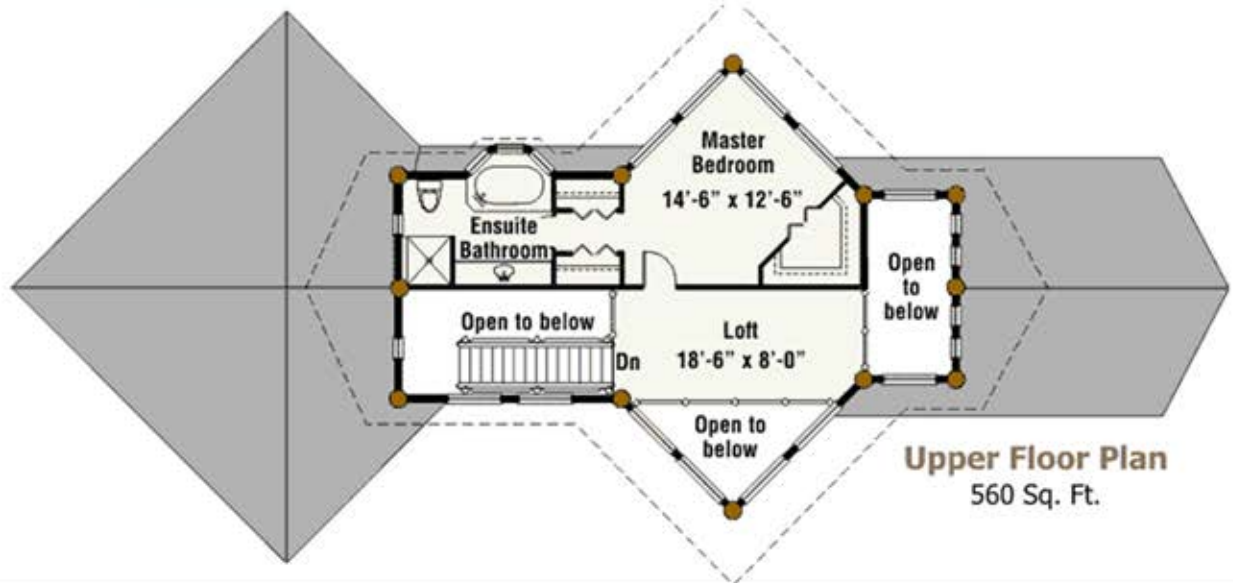 Master
Bedroom
14'-6" x 12'-6"
Ensuite
Bathroom
Open
to
below
Open to below
Loft
Dn
18'-6" x 8'-0"
Open to
below
Upper Floor Plan
560 Sq. Ft.